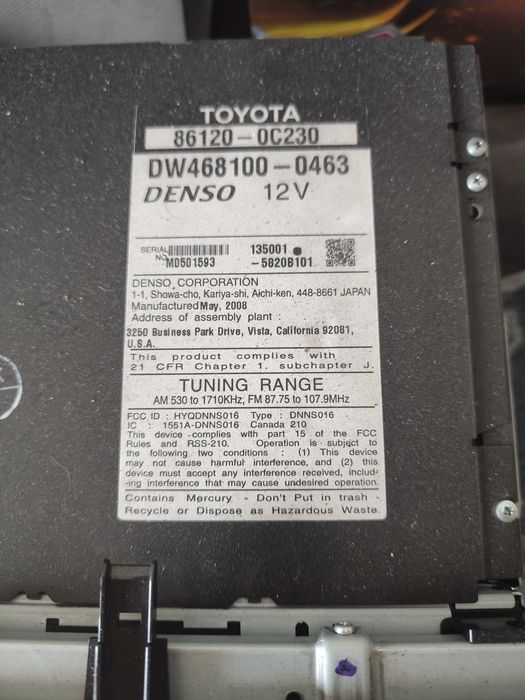 TOYOTA
86120-0C230
DW468100-0463
DENSO 12V
SERIAL NO. MD501593 135001 -5820B101
DENSO CORPORATION
1-1, Showa-cho, Kariya-shi, Aichi-ken, 448-8661 JAPAN
Manufactured May, 2008
Address of assembly plant :
3250 Business Park Drive, Vista, California 92081,
U.S.A.
This product complies with
21 CFR Chapter 1. subchapter J.
TUNING RANGE
AM 530 to 1710KHz, FM 87.75 to 107.9MHz
FCC ID : HYQDNNS016 Type : DNNS016
IC : 1551A-DNNS016 Canada 210
This device complies with part 15 of the FCC
Rules and RSS-210. Operation is subject to
the following two conditions : (1) This device
may not cause harmful interference, and (2) this
device must accept any interference received, includ-
-ing interference that may cause undesired operation.
Contains Mercury - Don't Put in trash -
Recycle or Dispose as Hazardous Waste.